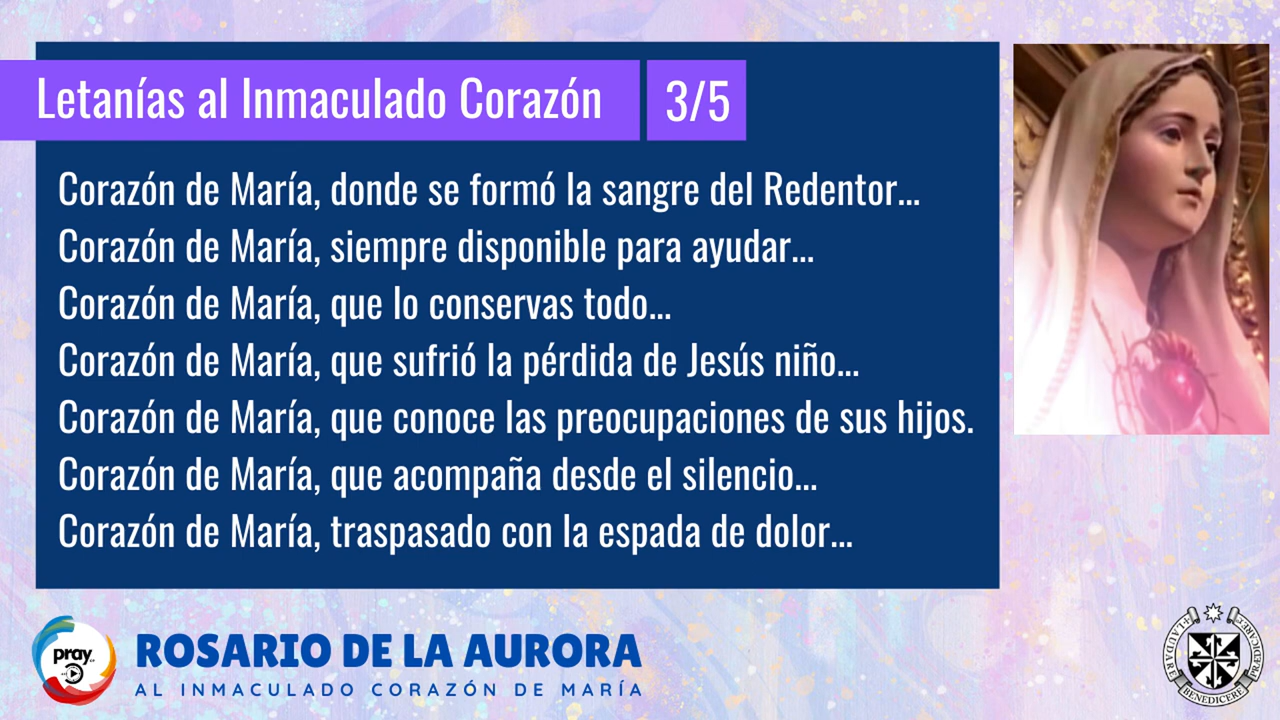 Letanías al Inmaculado Corazón
3/5
Corazón de María, donde se formó la sangre del Redentor...
Corazón de María, siempre disponible para ayudar...
Corazón de María, que lo conservas todo...
Corazón de María, que sufrió la pérdida de Jesús niño...
Corazón de María, que conoce las preocupaciones de sus hijos.
Corazón de María, que acompaña desde el silencio...
Corazón de María, traspasado con la espada de dolor...
pray
ROSARIO DE LA AURORA
AL INMACULADO CORAZÓN DE MARÍA
LAUDARE
BENEDICERE
PRÆDICARE